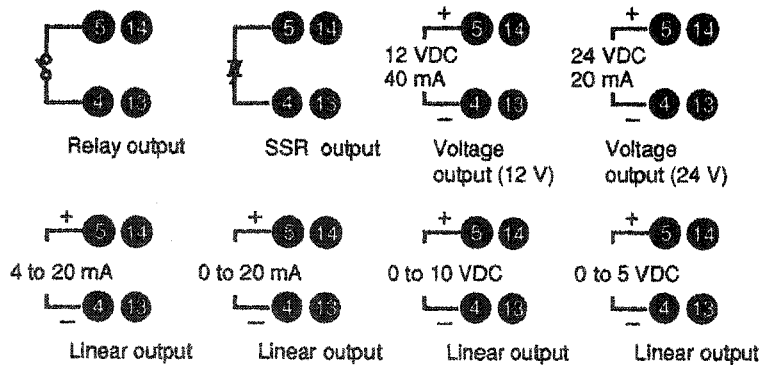 5 14 5 14 + 5 14 + 5 14
12 VDC 24 VDC
40 mA 20 mA
4 13 4 13 − 4 13 − 4 13
Relay output SSR output Voltage Voltage
output (12 V) output (24 V)
+ 5 14 + 5 14 + 5 14 + 5 14
4 to 20 mA 0 to 20 mA 0 to 10 VDC 0 to 5 VDC
− 4 13 − 4 13 − 4 13 − 4 13
Linear output Linear output Linear output Linear output